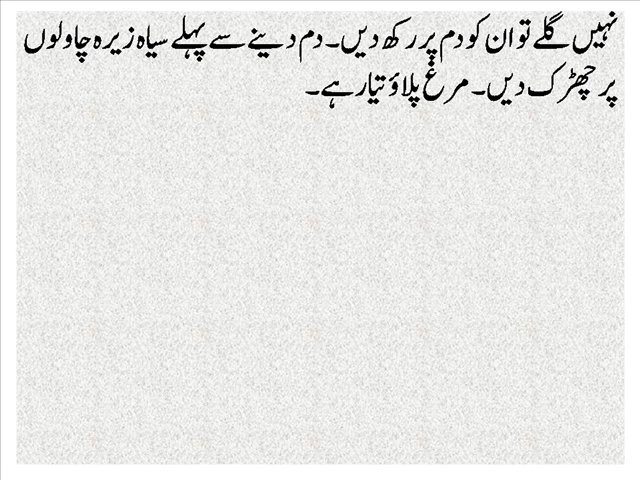 نہیں گلے تو ان کو دم پر رکھ دیں۔ دم دینے سے پہلے سیاہ زیرہ چاولوں
پر چھڑک دیں۔ مرغ پلاؤ تیار ہے۔